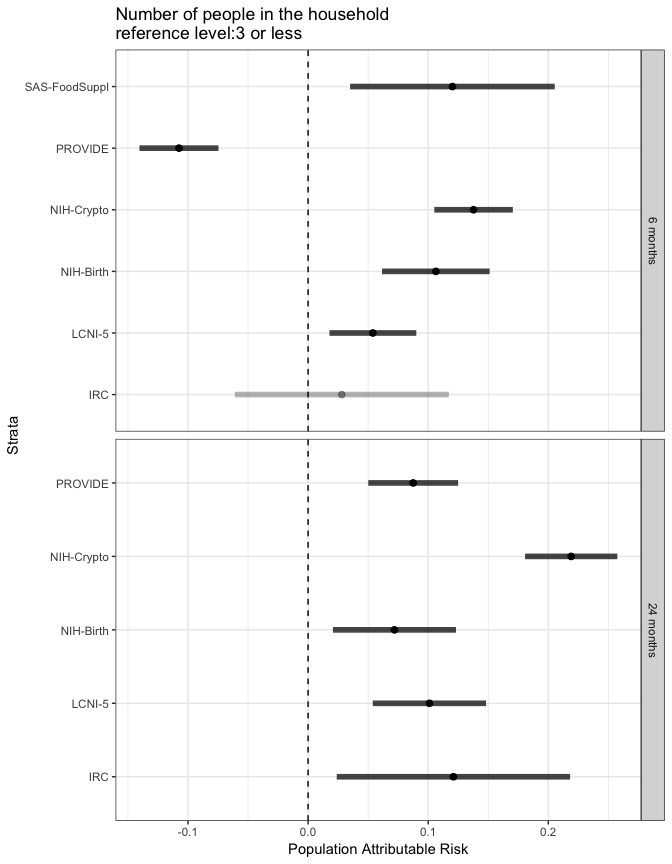 Number of people in the household
reference level:3 or less
SAS-FoodSuppl
PROVIDE
NIH-Crypto
NIH-Birth
LCNI-5
IRC
6 months
Strata
PROVIDE
NIH-Crypto
NIH-Birth
LCNI-5
IRC
24 months
-0.1 0.0 0.1 0.2
Population Attributable Risk